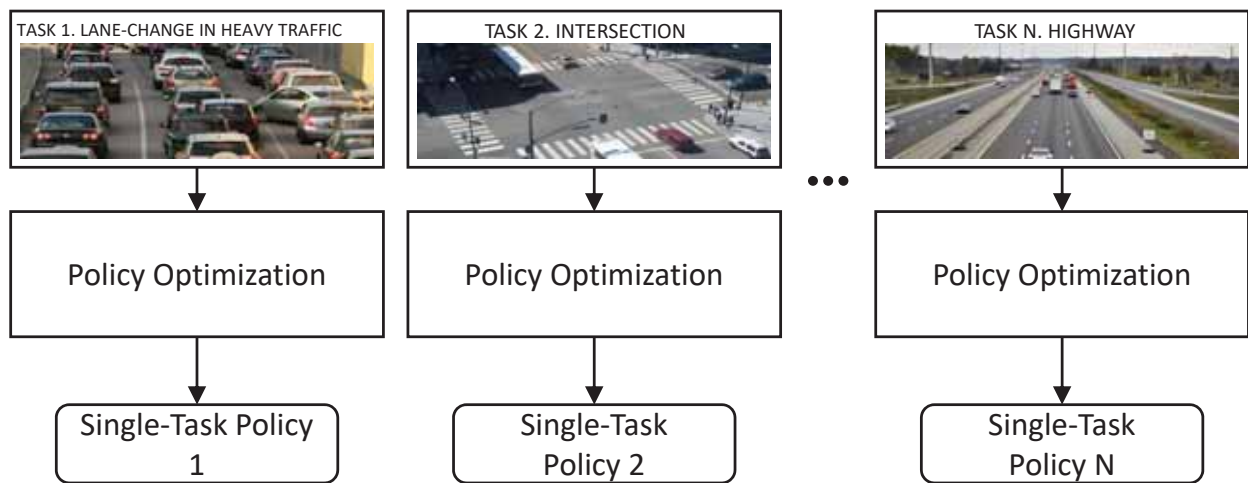 TASK 1. LANE-CHANGE IN HEAVY TRAFFIC
TASK 2. INTERSECTION
TASK N. HIGHWAY
•••
Policy Optimization
Policy Optimization
Policy Optimization
Single-Task Policy
1
Single-Task
Policy 2
Single-Task
Policy N